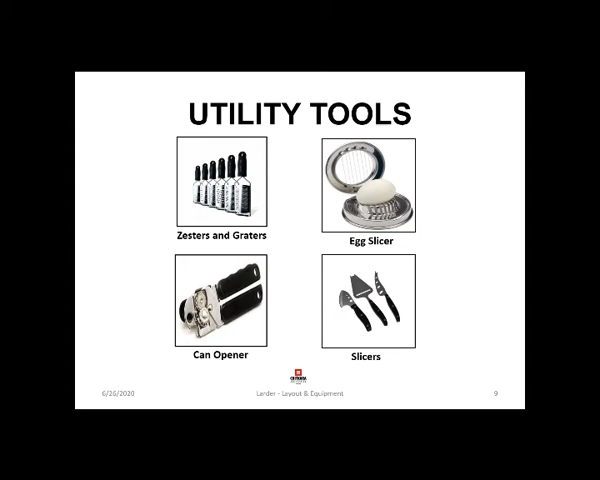 UTILITY TOOLS
Zesters and Graters
Egg Slicer
Can Opener
Slicers
6/26/2020
Larder - Layout & Equipment
9